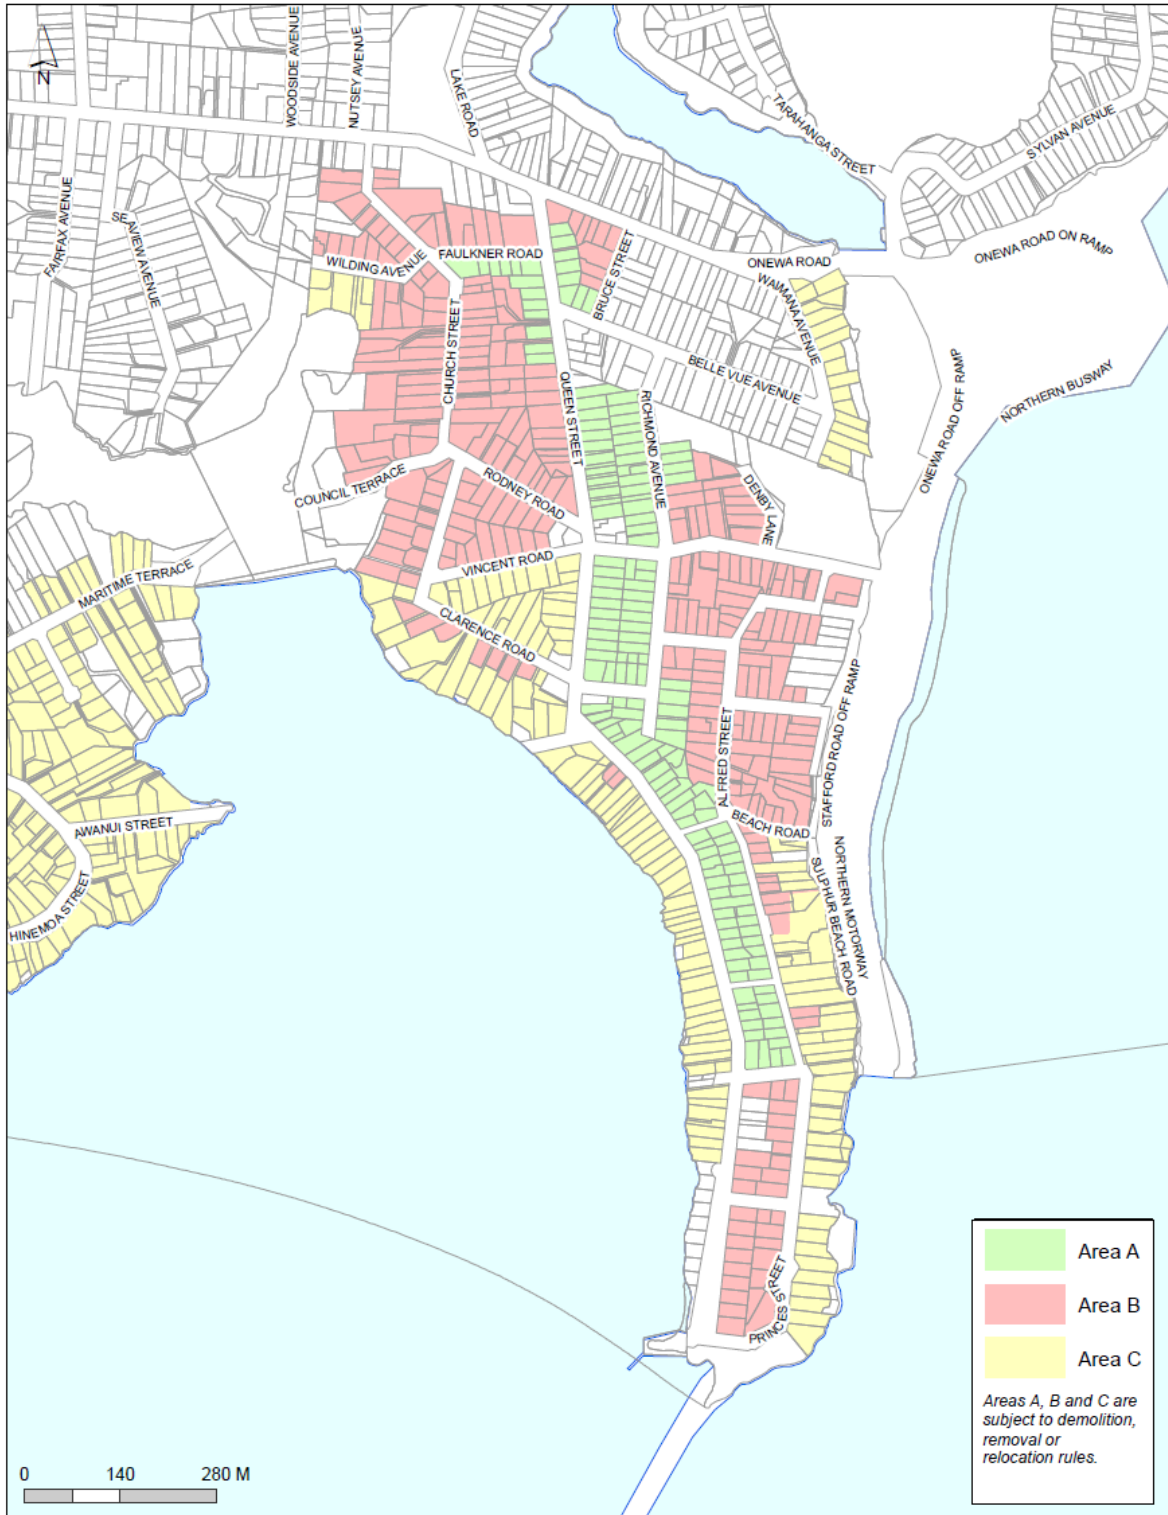 WOODSIDE AVENUE
NUTSEY AVENUE
LAKE ROAD
N
TARAHANGA STREET
SYLVAN AVENUE
FAIRFAX AVENUE
SEAVIEW AVENUE
WILDING AVENUE
FAULKNER ROAD
BRUCE STREET
ONEWA ROAD
ONEWA ROAD ON RAMP
WAIMANA AVENUE
CHURCH STREET
QUEEN STREET
RICHMOND AVENUE
BELLE VUE AVENUE
ONEWA ROAD OFF RAMP
NORTHERN BUSWAY
COUNCIL TERRACE
RODNEY ROAD
DENBY LANE
MARITIME TERRACE
VINCENT ROAD
CLARENCE ROAD
ALFRED STREET
STAFFORD ROAD OFF RAMP
AWANUI STREET
BEACH ROAD
HINEMOA STREET
NORTHERN MOTORWAY
SULPHUR BEACH ROAD
PRINCES STREET
Area A
Area B
Area C
Areas A, B and C are
subject to demolition,
removal or
relocation rules.
0 140 280 M